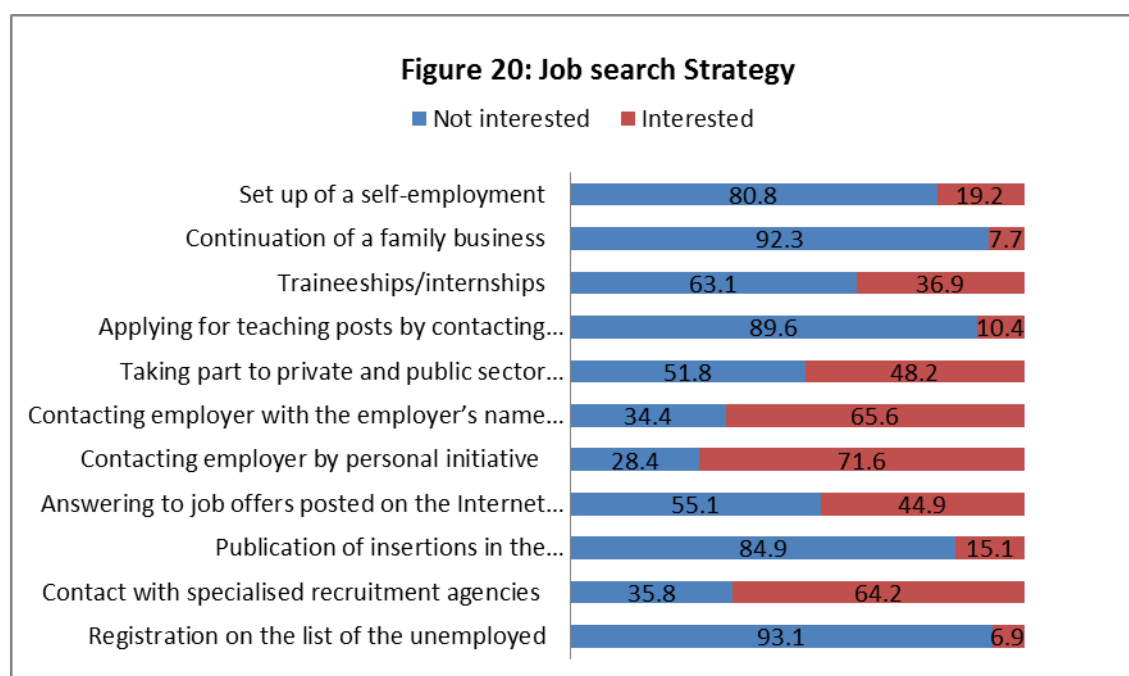 Figure 20: Job search Strategy
Not interested Interested
Set up of a self-employment 80.8 19.2
Continuation of a family business 92.3 7.7
Traineeships/internships 63.1 36.9
Applying for teaching posts by contacting... 89.6 10.4
Taking part to private and public sector... 51.8 48.2
Contacting employer with the employer’s name... 34.4 65.6
Contacting employer by personal initiative 28.4 71.6
Answering to job offers posted on the Internet... 55.1 44.9
Publication of insertions in the... 84.9 15.1
Contact with specialised recruitment agencies 35.8 64.2
Registration on the list of the unemployed 93.1 6.9